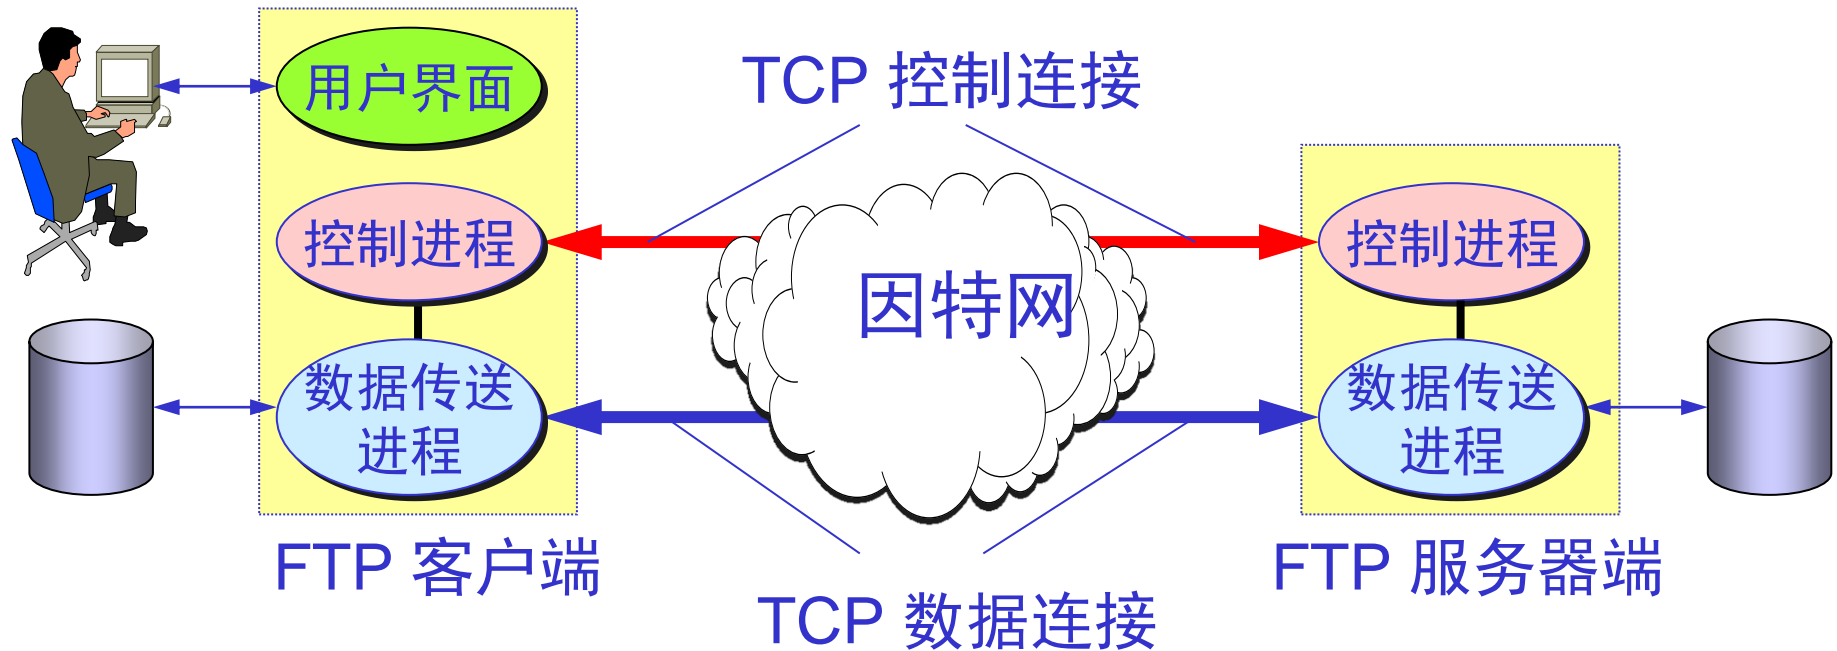 用户界面
TCP 控制连接
控制进程
控制进程
因特网
数据传送
进程
数据传送
进程
FTP 客户端
FTP 服务器端
TCP 数据连接